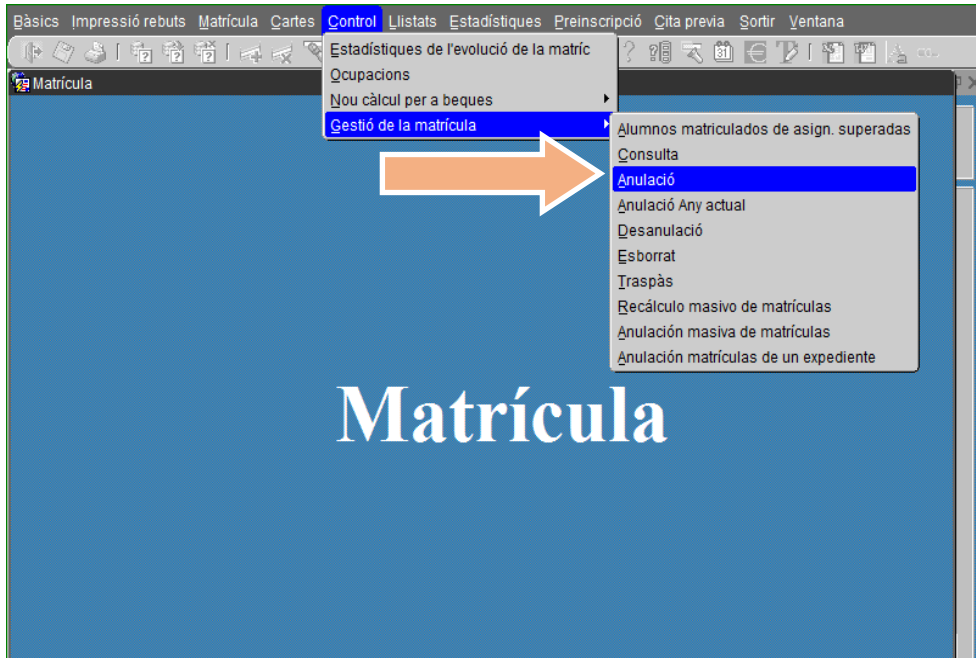 Bàsics Impressió rebuts Matrícula Cartes Control Llistats Estadístiques Preinscripció Cita previa Sortir Ventana
Matrícula
Estadístiques de l'evolució de la matríc
Ocupacions
Nou càlcul per a beques
Gestió de la matrícula
Alumnos matriculados de asign. superadas
Consulta
Anulació
Anulació Any actual
Desanulació
Esborrat
Traspàs
Recálculo masivo de matrículas
Anulación masiva de matrículas
Anulación matrículas de un expediente
Matrícula